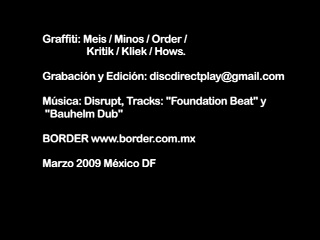 Graffiti: Meis / Minos / Order /
Kritik / Kliek / Hows.
Grabación y Edición: discdirectplay@gmail.com
Música: Disrupt, Tracks: "Foundation Beat" y
"Bauhelm Dub"
BORDER www.border.com.mx
Marzo 2009 México DF